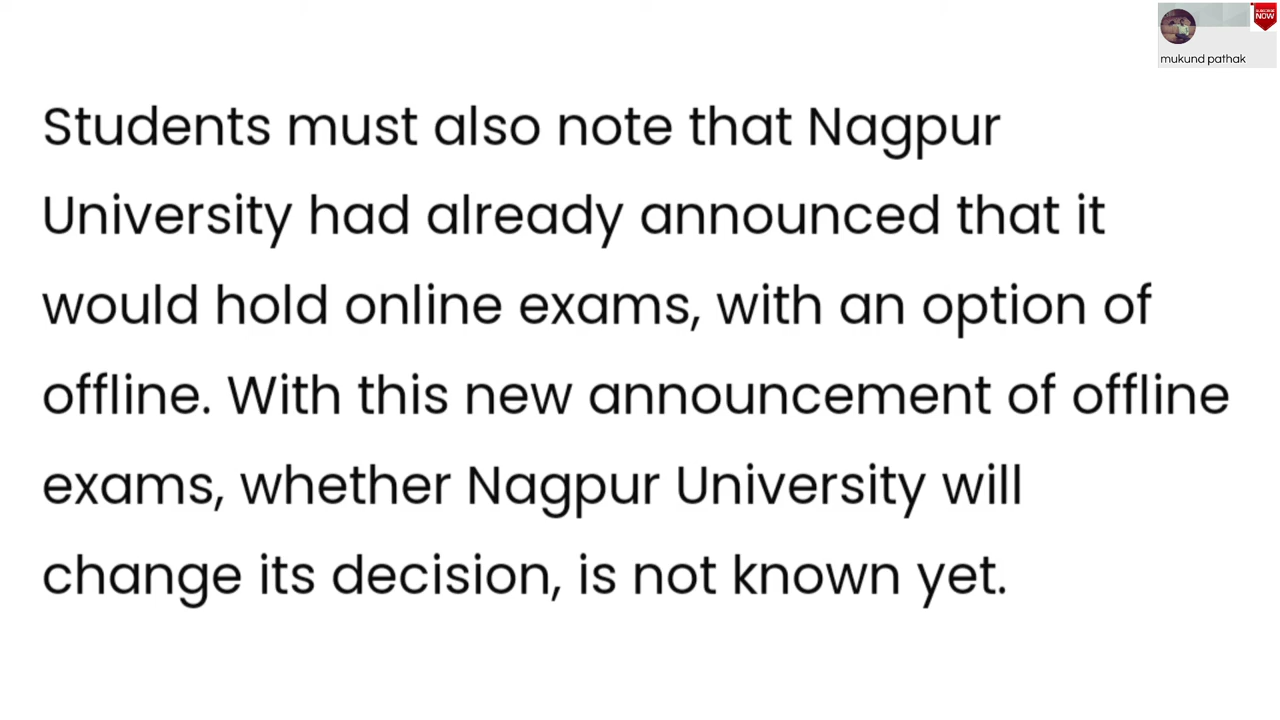 SUBSCRIBE
NOW
mukund pathak
Students must also note that Nagpur
University had already announced that it
would hold online exams, with an option of
offline. With this new announcement of offline
exams, whether Nagpur University will
change its decision, is not known yet.